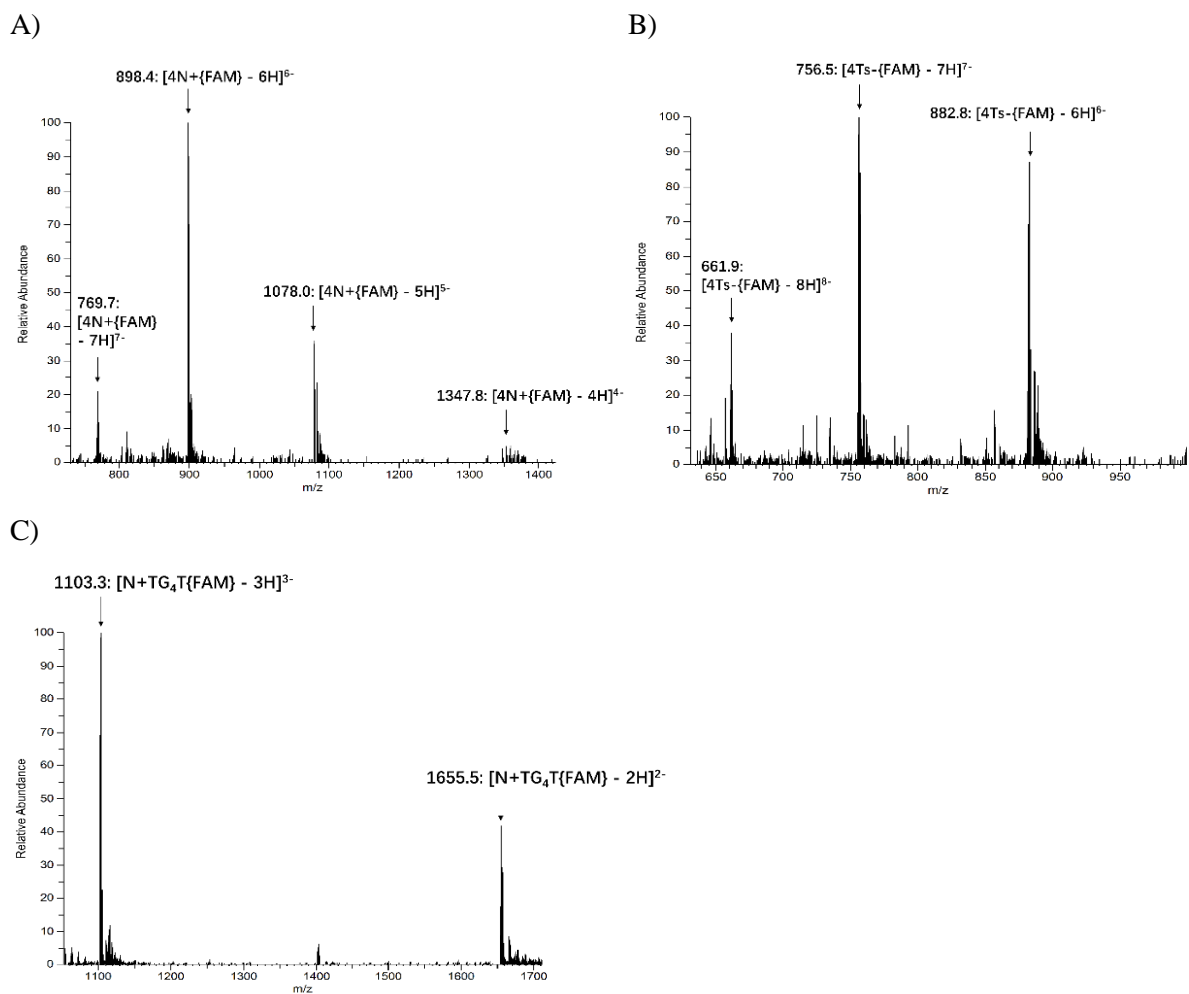 A)
898.4: [4N+{FAM} - 6H]6-
769.7:
[4N+{FAM}
- 7H]7-
1078.0: [4N+{FAM} - 5H]5-
1347.8: [4N+{FAM} - 4H]4-
100
90
80
70
60
50
40
30
20
10
0
Relative Abundance
800
900
1000
1100
1200
1300
1400
m/z
B)
756.5: [4Ts-{FAM} - 7H]7-
882.8: [4Ts-{FAM} - 6H]6-
661.9:
[4Ts-{FAM} - 8H]8-
100
90
80
70
60
50
40
30
20
10
0
Relative Abundance
650
700
750
800
850
900
950
m/z
C)
1103.3: [N+TG4T{FAM} - 3H]3-
1655.5: [N+TG4T{FAM} - 2H]2-
100
90
80
70
60
50
40
30
20
10
0
Relative Abundance
1100
1200
1300
1400
1500
1600
1700
m/z